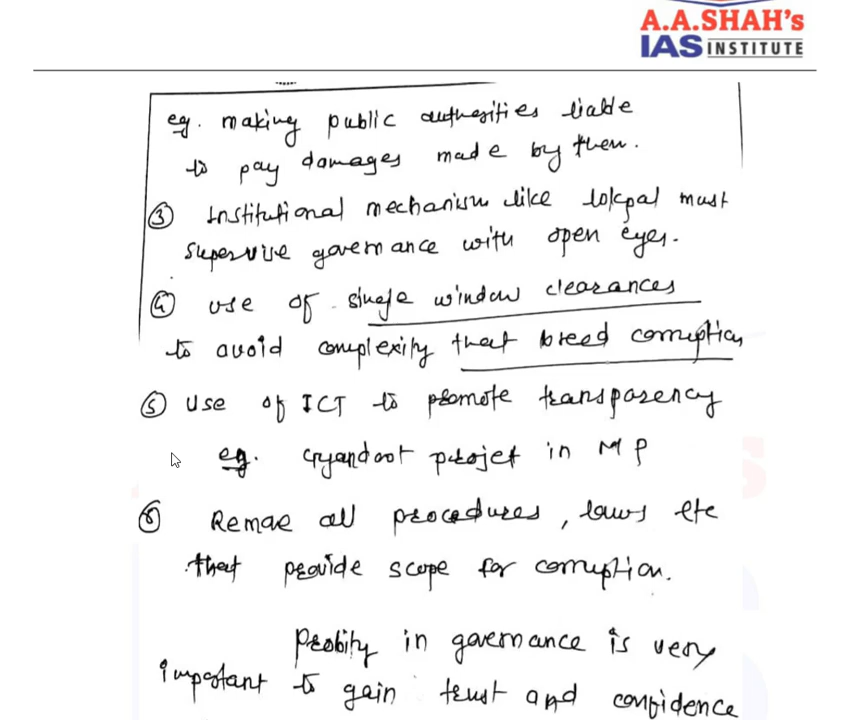 A.A.SHAH's
IAS INSTITUTE
eg. making public authorities liable
to pay damages made by them.
③ Institutional mechanism like lokpal must
supervise governance with open eyes.
④ use of single window clearances
to avoid complexity that breed corruption
⑤ Use of ICT to promote transparency
eg. Gyandoot projet in MP
⑥ Remove all procedures, laws etc
that provide scope for corruption.
Probity in governance is very
important to gain trust and confidence